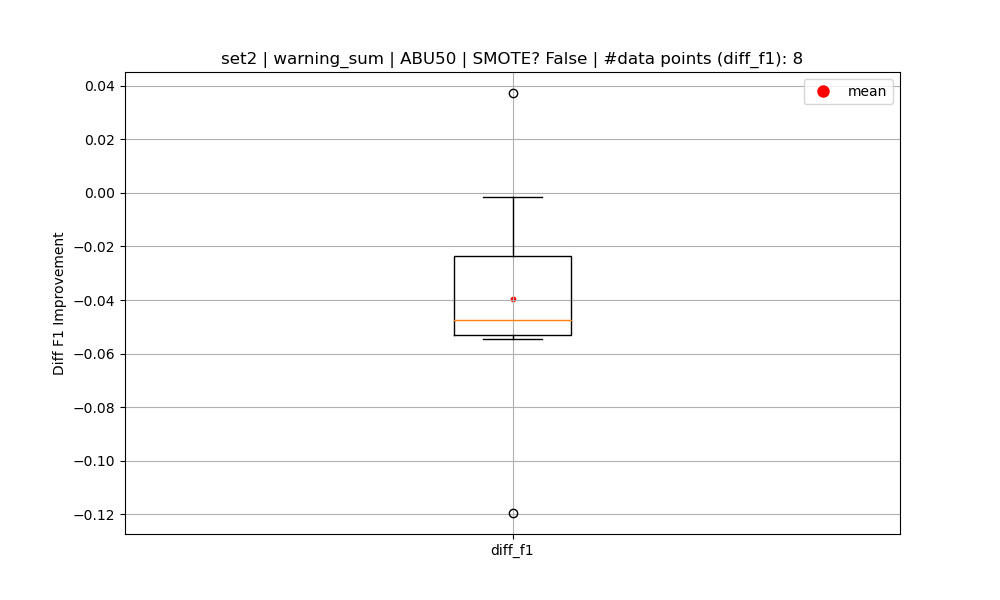 set2 | warning_sum | ABU50 | SMOTE? False | #data points (diff_f1): 8
mean
0.04
0.02
0.00
−0.02
−0.04
−0.06
−0.08
−0.10
−0.12
Diff F1 Improvement
diff_f1